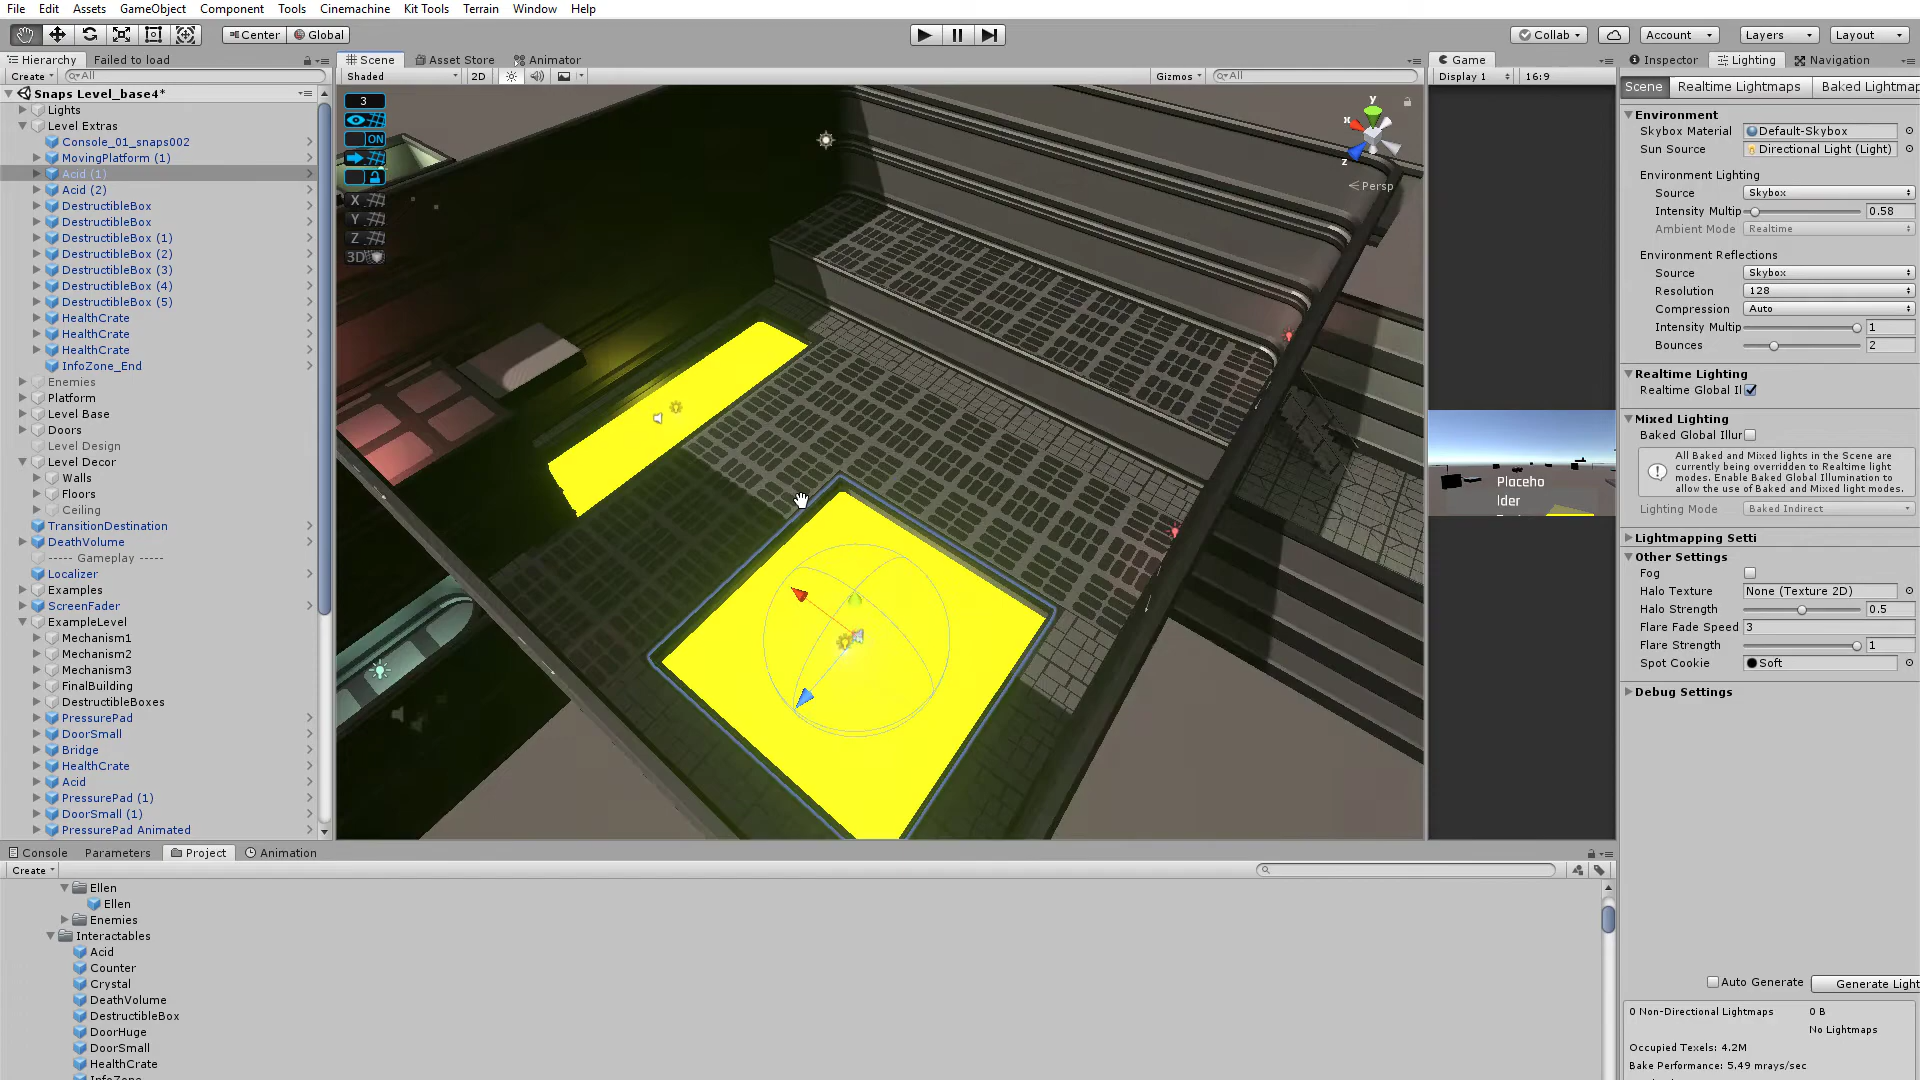 File Edit Assets GameObject Component Tools Cinemachine Kit Tools Terrain Window Help
Center Global Collab Account Layers Layout
Hierarchy Failed to load Scene Asset Store Animator Game Inspector Lighting Navigation
Create All Shaded 2D Gizmos All Display 1 16:9
Scene Realtime Lightmaps Baked Lightmap
Snaps Level_base4*
Lights
Level Extras
Console_01_snaps002
MovingPlatform (1)
Acid (1)
Acid (2)
DestructibleBox
DestructibleBox
DestructibleBox (1)
DestructibleBox (2)
DestructibleBox (3)
DestructibleBox (4)
DestructibleBox (5)
HealthCrate
HealthCrate
HealthCrate
InfoZone_End
Enemies
Platform
Level Base
Doors
Level Design
Level Decor
Walls
Floors
Ceiling
TransitionDestination
DeathVolume
----- Gameplay -----
Localizer
Examples
ScreenFader
ExampleLevel
Mechanism1
Mechanism2
Mechanism3
FinalBuilding
DestructibleBoxes
PressurePad
DoorSmall
Bridge
HealthCrate
Acid
PressurePad (1)
DoorSmall (1)
PressurePad Animated
3
ON
X
Y
Z
3D
y
x
z
Persp
Placeho
lder
Environment
Skybox Material Default-Skybox
Sun Source Directional Light (Light)
Environment Lighting
Source Skybox
Intensity Multip 0.58
Ambient Mode Realtime
Environment Reflections
Source Skybox
Resolution 128
Compression Auto
Intensity Multip 1
Bounces 2
Realtime Lighting
Realtime Global Il
Mixed Lighting
Baked Global Illur
All Baked and Mixed lights in the Scene are
currently being overridden to Realtime light
modes. Enable Baked Global Illumination to
allow the use of Baked and Mixed light modes.
Lighting Mode Baked Indirect
Lightmapping Setti
Other Settings
Fog
Halo Texture None (Texture 2D)
Halo Strength 0.5
Flare Fade Speed 3
Flare Strength 1
Spot Cookie Soft
Debug Settings
Auto Generate Generate Light
0 Non-Directional Lightmaps 0 B
No Lightmaps
Occupied Texels: 4.2M
Bake Performance: 5.49 mrays/sec
Console Parameters Project Animation
Create
Ellen
Ellen
Enemies
Interactables
Acid
Counter
Crystal
DeathVolume
DestructibleBox
DoorHuge
DoorSmall
HealthCrate